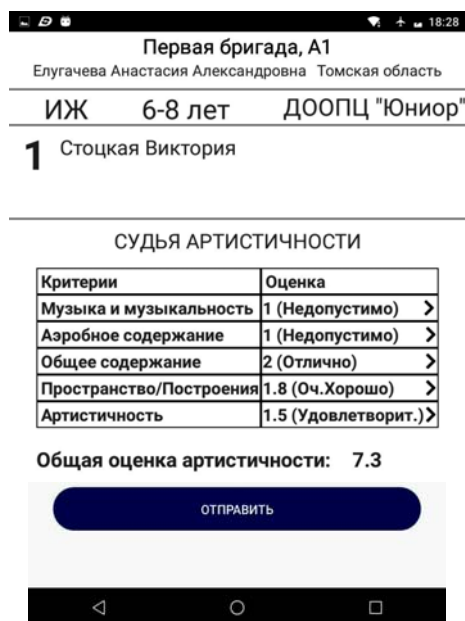 18:28
Первая бригада, А1
Елугачева Анастасия Александровна Томская область
ИЖ 6-8 лет ДООПЦ "Юниор"
1 Стоцкая Виктория
СУДЬЯ АРТИСТИЧНОСТИ
Критерии Оценка
Музыка и музыкальность 1 (Недопустимо)
Аэробное содержание 1 (Недопустимо)
Общее содержание 2 (Отлично)
Пространство/Построения 1.8 (Оч.Хорошо)
Артистичность 1.5 (Удовлетворит.)
Общая оценка артистичности: 7.3
ОТПРАВИТЬ